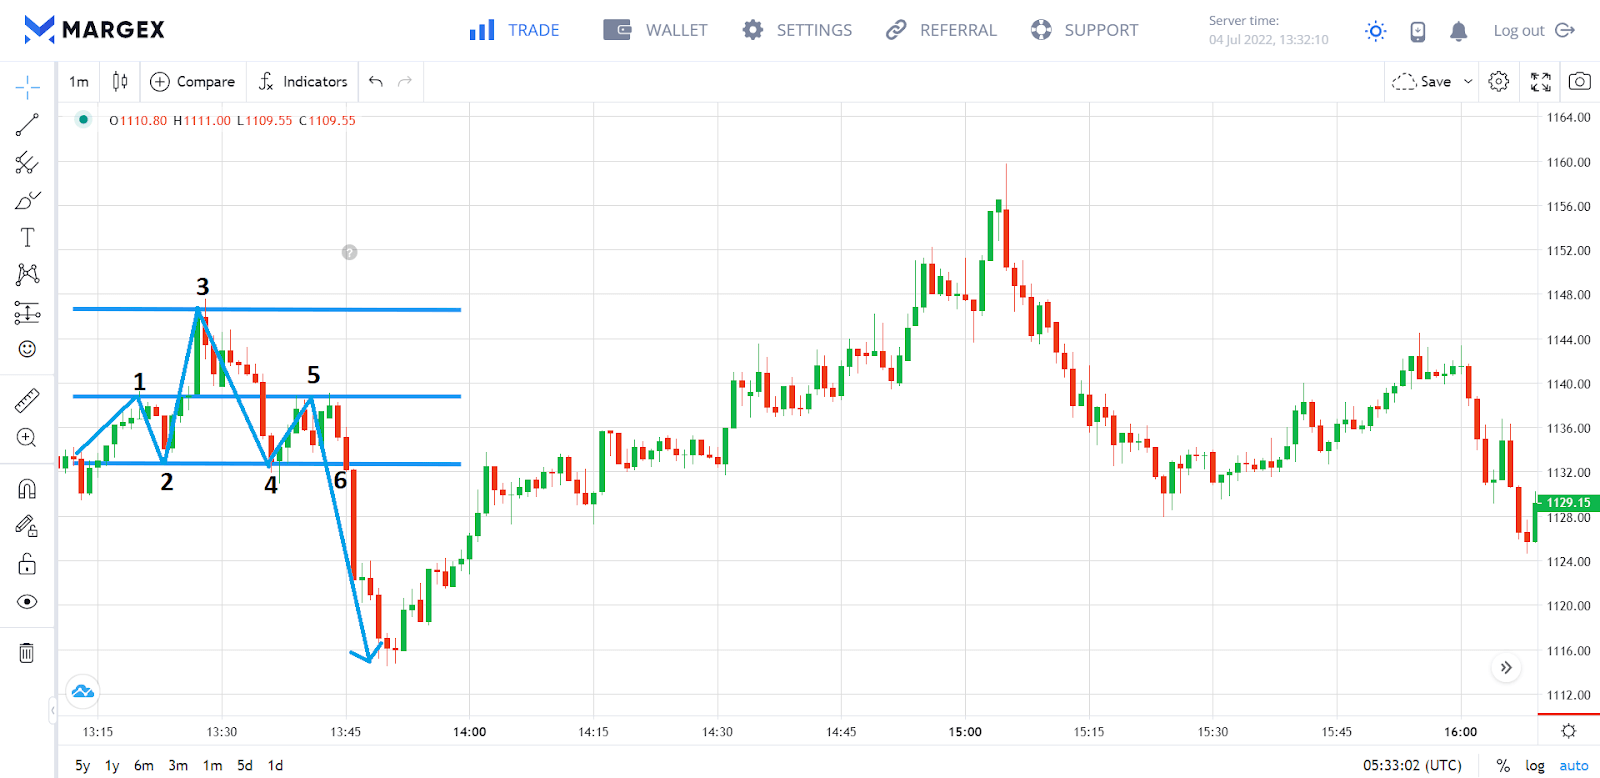 MARGEX TRADE WALLET SETTINGS REFERRAL SUPPORT Server time: Log out
04 Jul 2022, 13:32:10
1m Compare Indicators Save
O1110.80 H1111.00 L1109.55 C1109.55
1164.00
1160.00
1156.00
1152.00
?
1148.00
3
1144.00
1140.00
1 5
1136.00
1132.00
2 4 6
1129.15
1128.00
1124.00
1120.00
1116.00
1112.00
13:15 13:30 13:45 14:00 14:15 14:30 14:45 15:00 15:15 15:30 15:45 16:00
5y 1y 6m 3m 1m 5d 1d 05:33:02 (UTC) % log auto